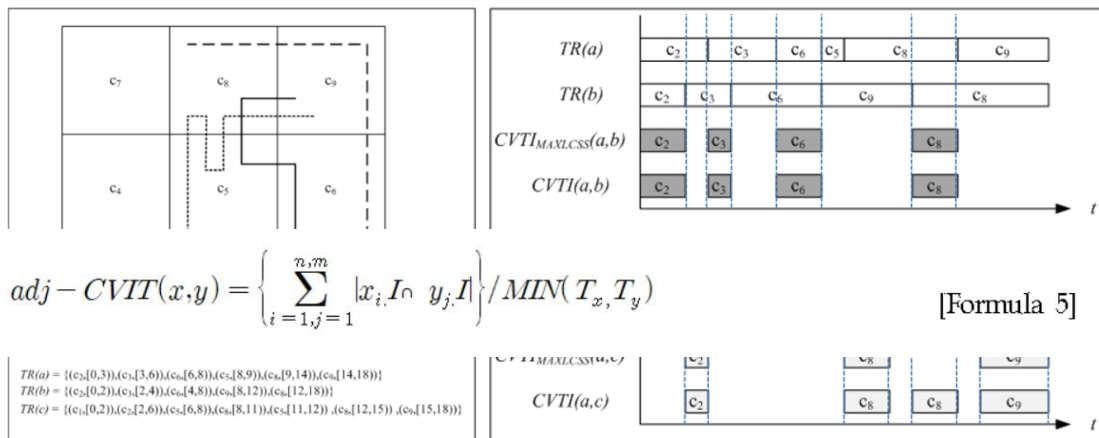 c7 c8 c9
c4 c5 c6
TR(a) c2 c3 c6 c5 c8 c9
TR(b) c2 c3 c6 c9 c8
CVTIMAXLCSS(a,b) c2 c3 c6 c8
CVTI(a,b) c2 c3 c6 c8
t
adj − CVIT(x,y) = { ∑ i=1,j=1 n,m |xi.I∩ yj.I| } / MIN( Tx, Ty) [Formula 5]
CVTIMAXLCSS(a,c) c2 c8 c9
CVTI(a,c) c2 c8 c8 c9
t
TR(a) = {(c2,[0,3)),(c3,[3,6)),(c6,[6,8)),(c5,[8,9)),(c8,[9,14)),(c9,[14,18))}
TR(b) = {(c2,[0,2)),(c3,[2,4)),(c6,[4,8)),(c9,[8,12)),(c8,[12,18))}
TR(c) = {(c1,[0,2)),(c2,[2,6)),(c5,[6,8)),(c8,[8,11)),(c5,[11,12)) ,(c8,[12,15)) ,(c9,[15,18))}